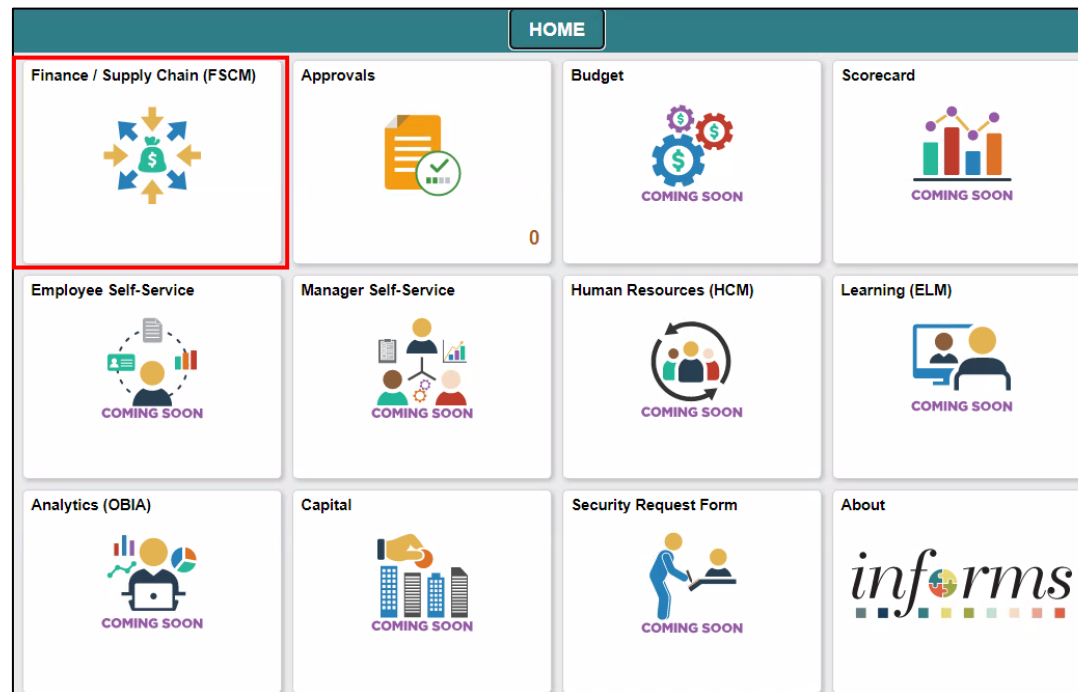 HOME
Finance / Supply Chain (FSCM)
$
Approvals
0
Budget
$
$
$
COMING SOON
Scorecard
COMING SOON
Employee Self-Service
COMING SOON
Manager Self-Service
COMING SOON
Human Resources (HCM)
COMING SOON
Learning (ELM)
COMING SOON
Analytics (OBIA)
COMING SOON
Capital
COMING SOON
Security Request Form
COMING SOON
About
informs